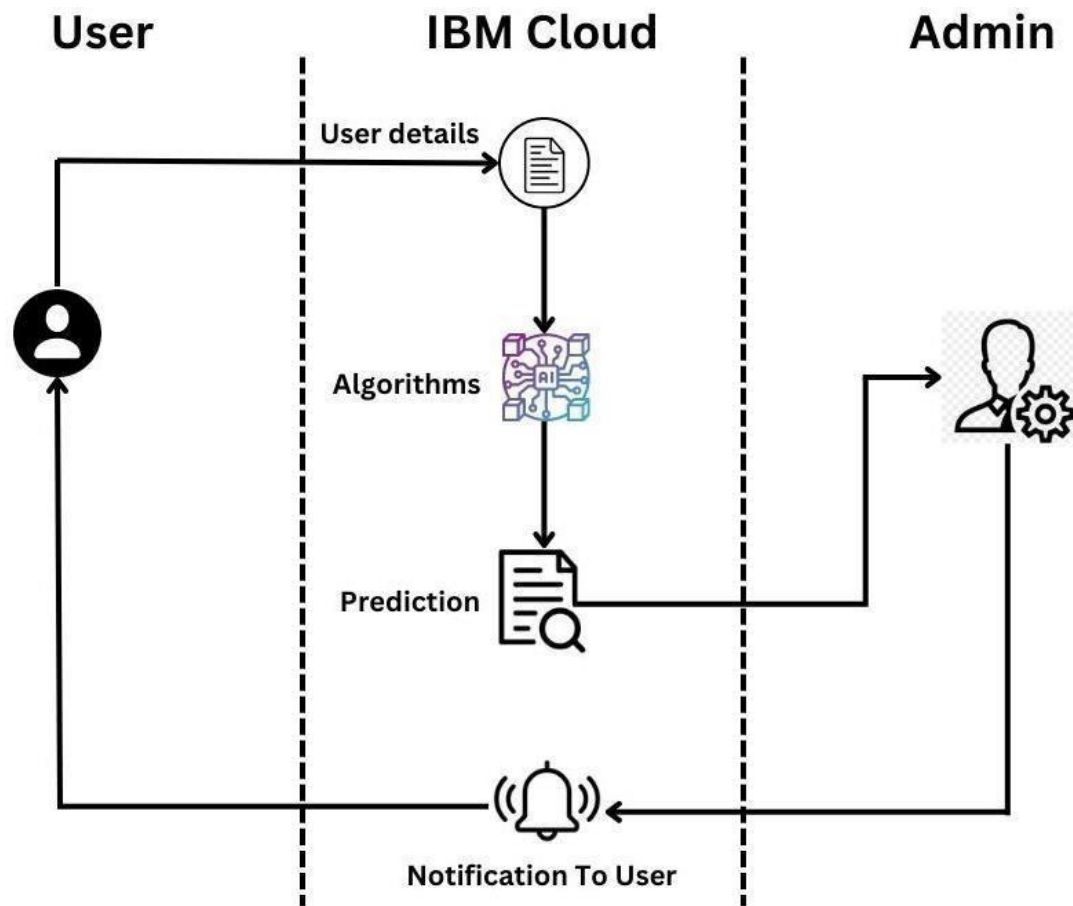 User
IBM Cloud
Admin
User details
AI
Algorithms
Prediction
Notification To User